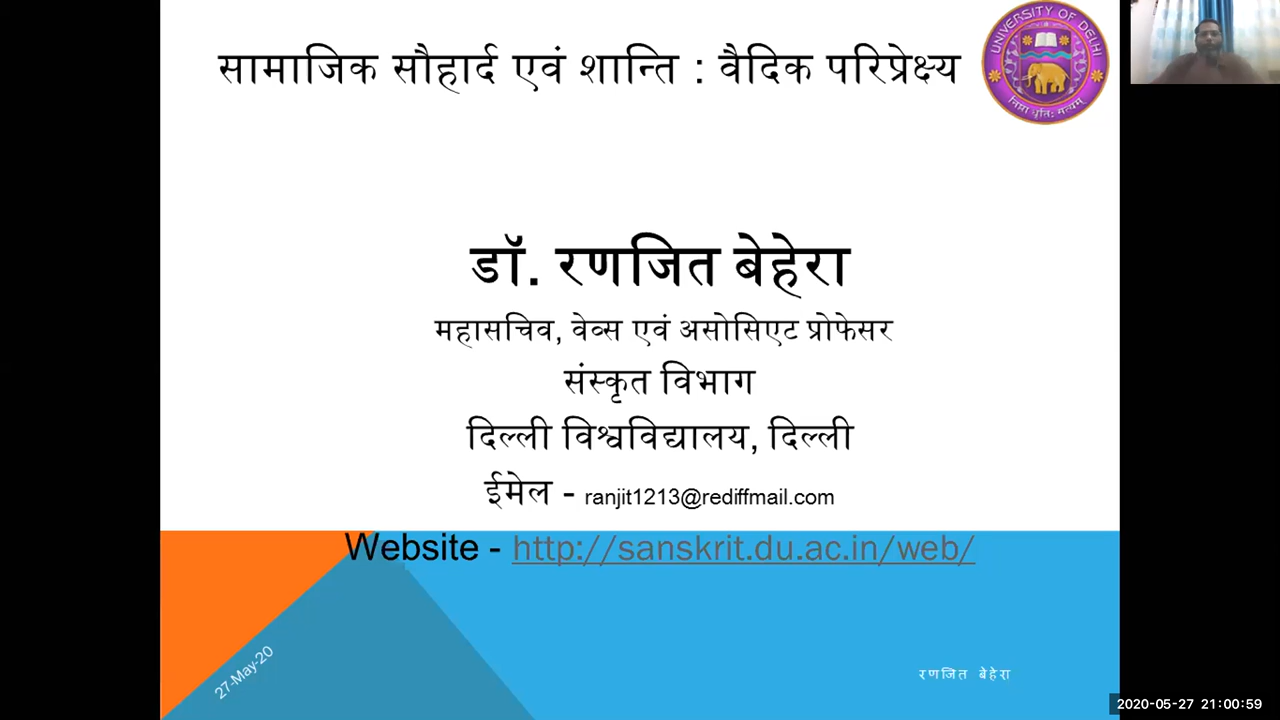 सामाजिक सौहार्द एवं शान्ति : वैदिक परिप्रेक्ष्य
UNIVERSITY OF DELHI
डॉ. रणजित बेहेरा
महासचिव, वेव्स एवं असोसिएट प्रोफेसर
संस्कृत विभाग
दिल्ली विश्वविद्यालय, दिल्ली
ईमेल - ranjit1213@rediffmail.com
Website - http://sanskrit.du.ac.in/web/
27-May-20
रणजित बेहेरा
2020-05-27 21:00:59